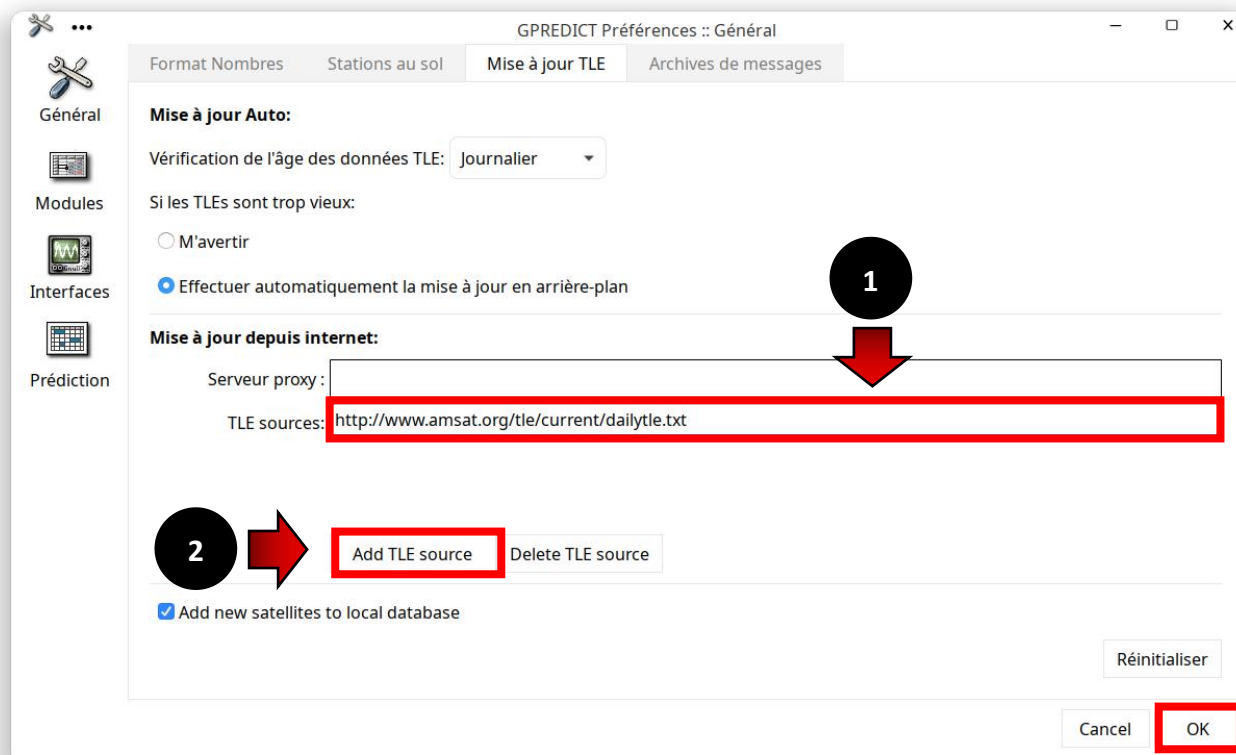 GPREDICT Préférences :: Général
Format Nombres Stations au sol Mise à jour TLE Archives de messages
Général
Modules
Interfaces
Prédiction
Mise à jour Auto:
Vérification de l'âge des données TLE: Journalier
Si les TLEs sont trop vieux:
M'avertir
Effectuer automatiquement la mise à jour en arrière-plan
1
Mise à jour depuis internet:
Serveur proxy :
TLE sources: http://www.amsat.org/tle/current/dailytle.txt
2
Add TLE source Delete TLE source
Add new satellites to local database
Réinitialiser
Cancel OK